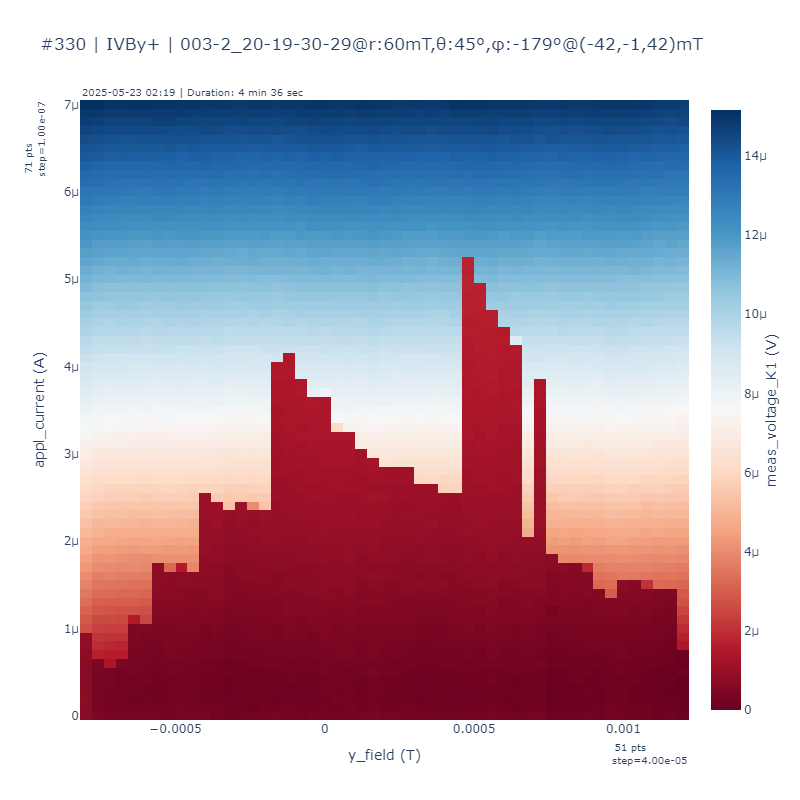 #330 | IVBy+ | 003-2_20-19-30-29@r:60mT,θ:45°,φ:-179°@(-42,-1,42)mT
2025-05-23 02:19 | Duration: 4 min 36 sec
71 pts
step=1.00e-07
appl_current (A)
7μ
6μ
5μ
4μ
3μ
2μ
1μ
0
−0.0005
0
0.0005
0.001
y_field (T)
51 pts
step=4.00e-05
14μ
12μ
10μ
8μ
6μ
4μ
2μ
0
meas_voltage_K1 (V)